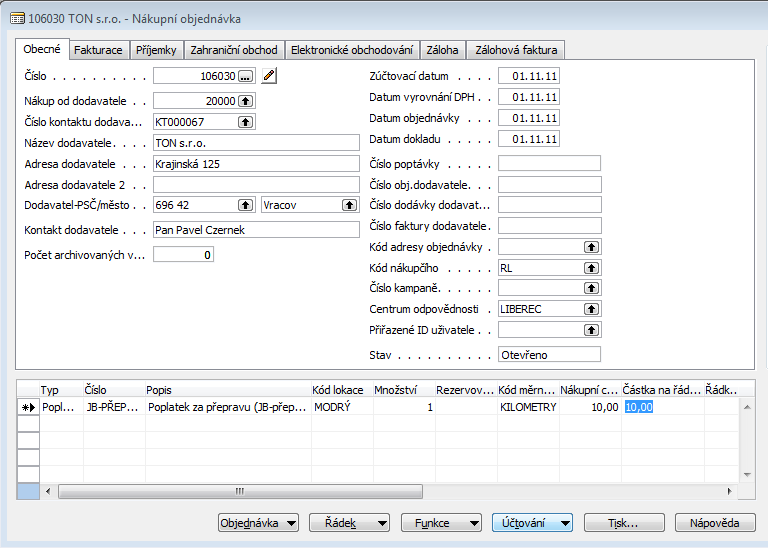 106030 TON s.r.o. - Nákupní objednávka
Obecné Fakturace Příjemky Zahraniční obchod Elektronické obchodování Záloha Zálohová faktura
Číslo . . . . . . . . . . 106030 ...
Nákup od dodavatele . . 20000
Číslo kontaktu dodava... KT000067
Název dodavatele. . . . TON s.r.o.
Adresa dodavatele . . . Krajinská 125
Adresa dodavatele 2 . .
Dodavatel-PSČ/město . . 696 42 Vracov
Kontakt dodavatele . . . Pan Pavel Czernek
Počet archivovaných v... 0
Zúčtovací datum . . . . 01.11.11
Datum vyrovnání DPH . . 01.11.11
Datum objednávky . . . 01.11.11
Datum dokladu . . . . . 01.11.11
Číslo poptávky . . . . .
Číslo obj.dodavatele. . .
Číslo dodávky dodavat...
Číslo faktury dodavatele.
Kód adresy objednávky .
Kód nákupčího . . . . . RL
Číslo kampaně. . . . . .
Centrum odpovědnosti . LIBEREC
Přiřazené ID uživatele . .
Stav . . . . . . . . . . Otevřeno
Typ Číslo Popis Kód lokace Množství Rezervov... Kód měrn... Nákupní c... Částka na řád... Řádk..
Popl... JB-PŘEP... Poplatek za přepravu (JB-přep... MODRÝ 1 KILOMETRY 10,00 10,00
Objednávka Řádek Funkce Účtování Tisk... Nápověda